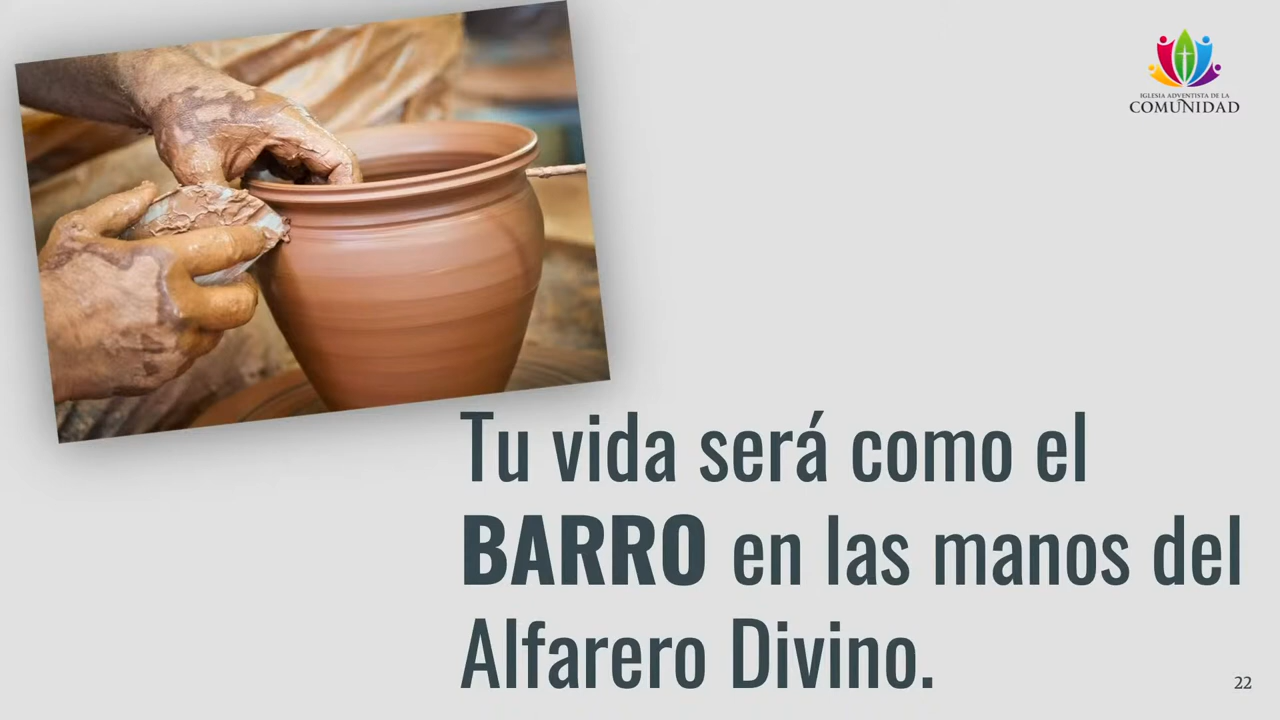 IGLESIA ADVENTISTA DE LA
COMUNIDAD
Tu vida será como el
BARRO en las manos del
Alfarero Divino.
22